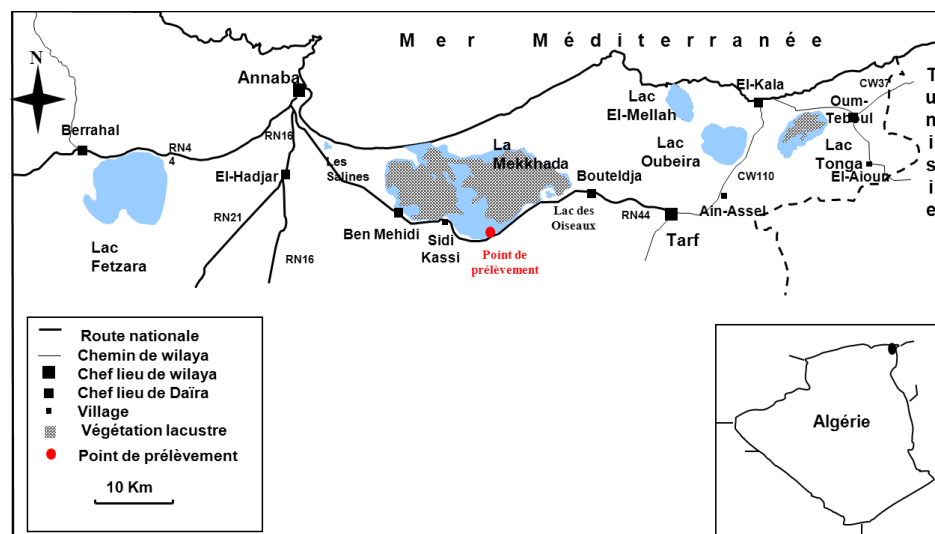 Mer Méditerranée
N
Annaba
Berrahal
RN4
4
RN16
El-Hadjar
RN21
RN16
Lac
Fetzara
Les
Salines
La
Mekkhada
Ben Mehidi
Sidi
Kassi
Point de
prélèvement
Bouteldja
Lac des
Oiseaux
RN44
Tarf
Lac
El-Mellah
Lac
Oubeira
El-Kala
CW110
Ain-Assel
CW37
Oum-
Teboul
Lac
Tonga
El-Aioun
Tunisie
Route nationale
Chemin de wilaya
Chef lieu de wilaya
Chef lieu de Daïra
Village
Végétation lacustre
Point de prélèvement
10 Km
Algérie